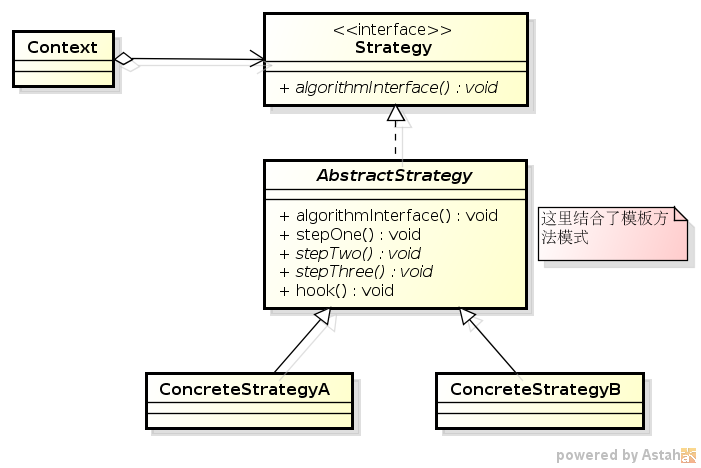 Context
<<interface>>
Strategy
+ algorithmInterface() : void
AbstractStrategy
+ algorithmInterface() : void
+ stepOne() : void
+ stepTwo() : void
+ stepThree() : void
+ hook() : void
这里结合了模板方
法模式
ConcreteStrategyA
ConcreteStrategyB
powered by Astah